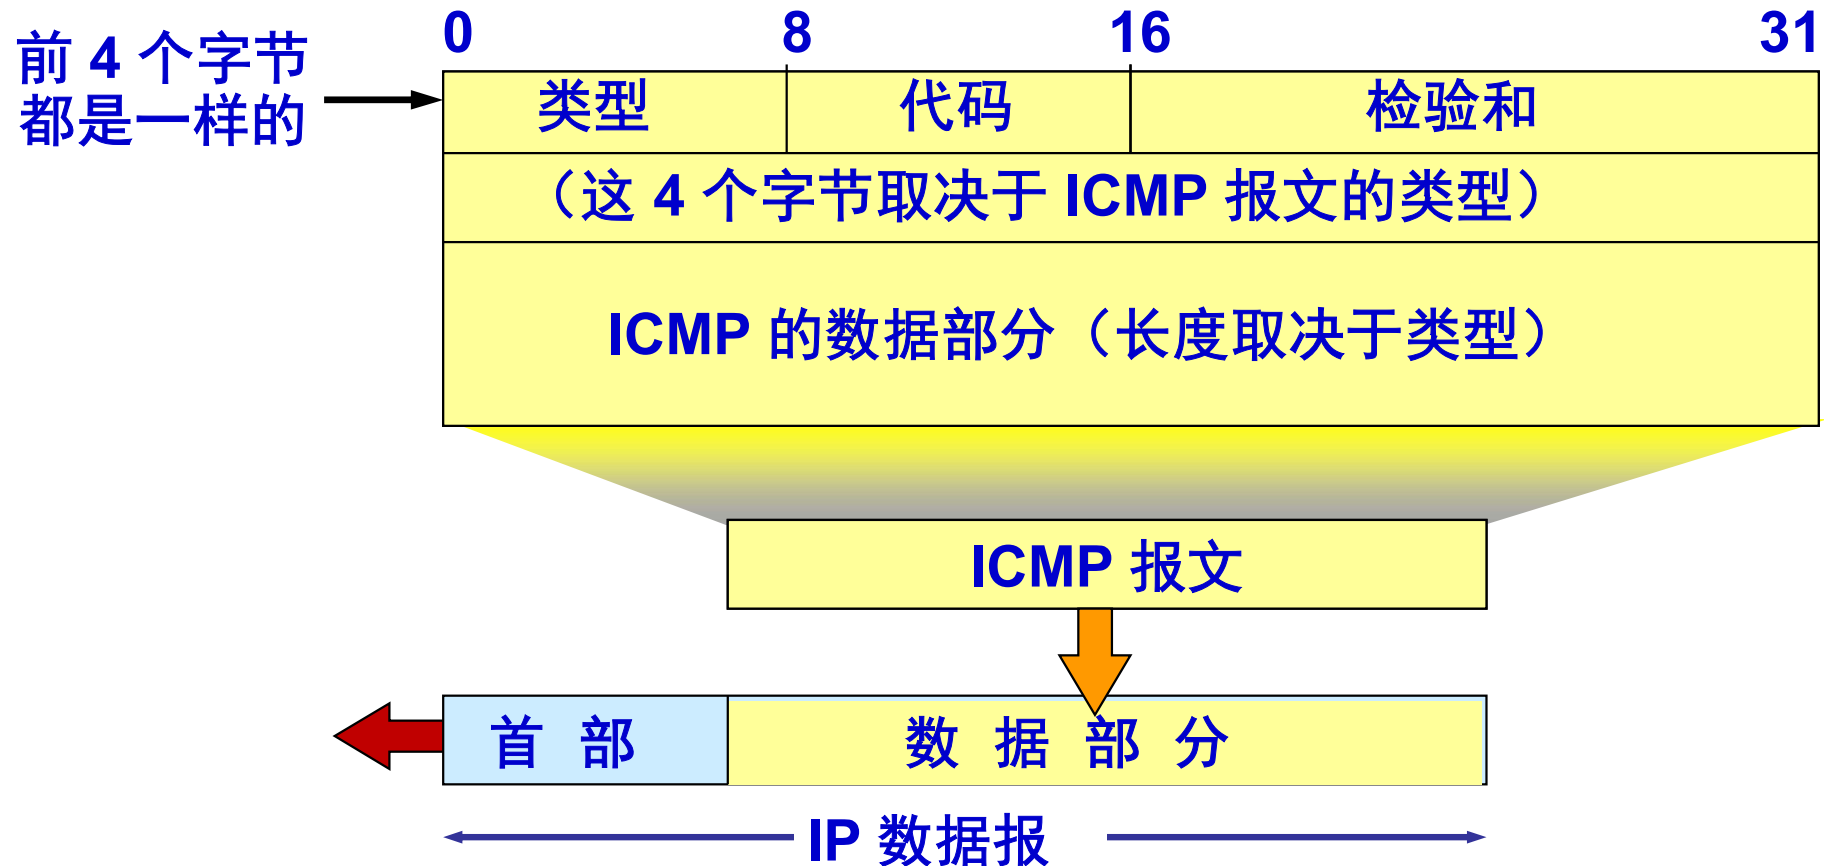 0 8 16 31
前 4 个字节
都是一样的
类型 代码 检验和
（这 4 个字节取决于 ICMP 报文的类型）
ICMP 的数据部分（长度取决于类型）
ICMP 报文
首 部 数 据 部 分
IP 数据报